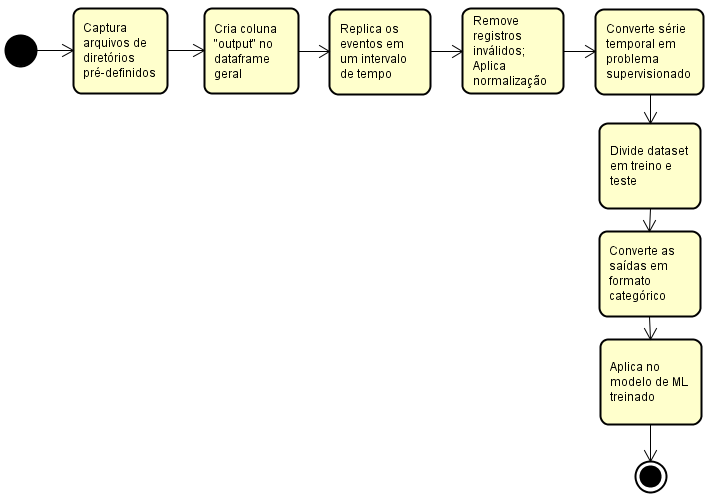 Captura
arquivos de
diretórios
pré-definidos
Cria coluna
"output" no
dataframe
geral
Replica os
eventos em
um intervalo
de tempo
Remove
registros
inválidos;
Aplica
normalização
Converte série
temporal em
problema
supervisionado
Divide dataset
em treino e
teste
Converte as
saídas em
formato
categórico
Aplica no
modelo de ML
treinado